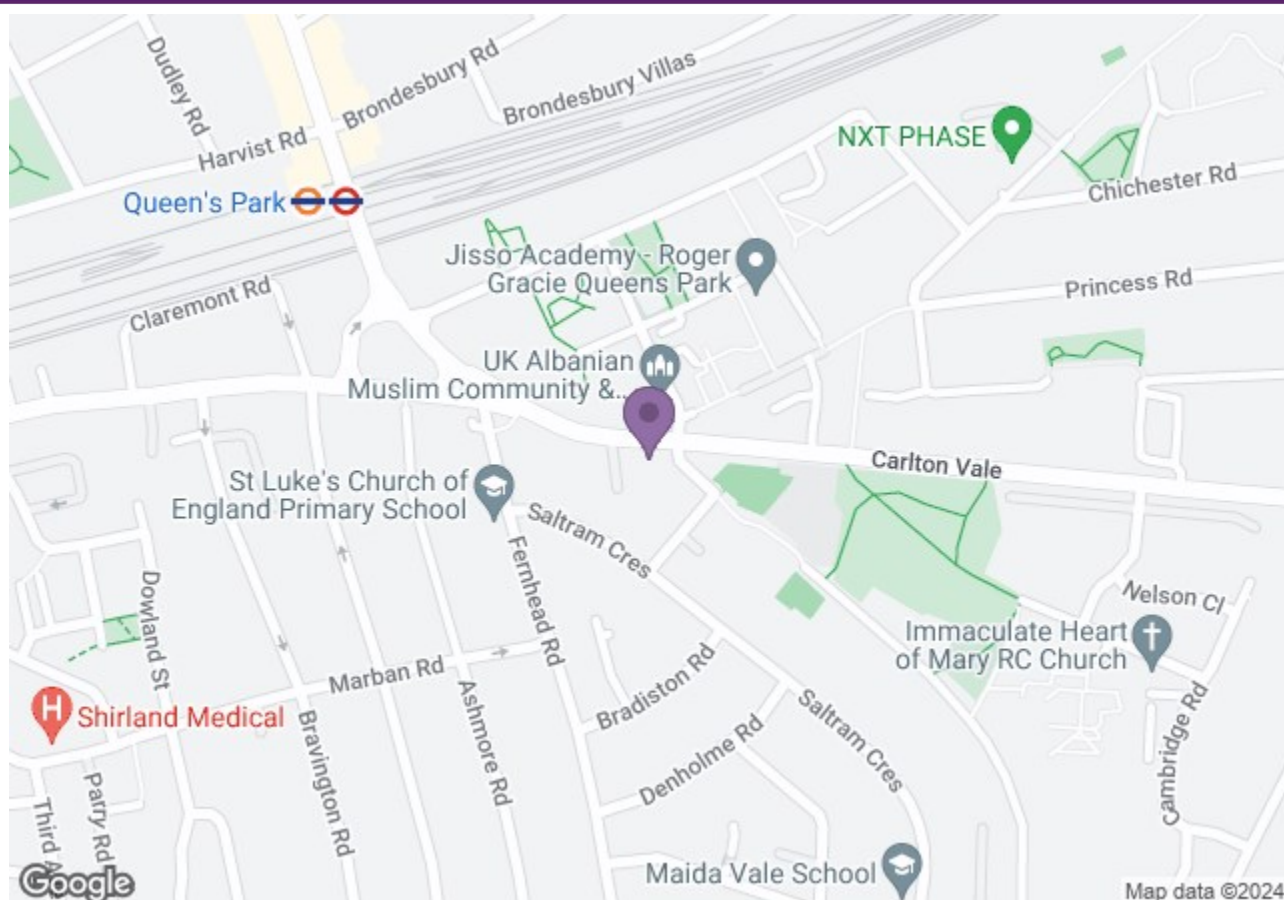 Dudley Rd
Brondesbury Rd
Brondesbury Villas
Harvist Rd
NXT PHASE
Chichester Rd
Queen's Park
Jisso Academy - Roger
Gracie Queens Park
Princess Rd
Claremont Rd
UK Albanian
Muslim Community &..
Carlton Vale
St Luke's Church of
England Primary School
Saltram Cres
Fernhead Rd
Dowland St
Nelson Cl
Immaculate Heart
of Mary RC Church
Marban Rd
Bradiston Rd
H
Shirland Medical
Ashmore Rd
Saltram Cres
Bravington Rd
Denholme Rd
Cambridge Rd
Parry Rd
Third A
Maida Vale School
Google
Map data ©2024